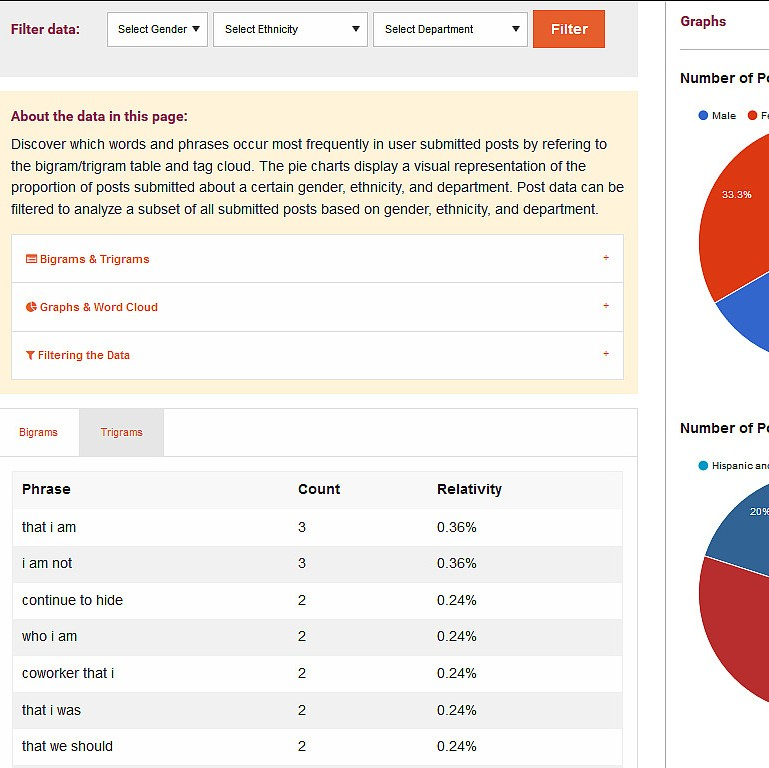 Filter data:
Select Gender
Select Ethnicity
Select Department
Filter
About the data in this page:
Discover which words and phrases occur most frequently in user submitted posts by refering to
the bigram/trigram table and tag cloud. The pie charts display a visual representation of the
proportion of posts submitted about a certain gender, ethnicity, and department. Post data can be
filtered to analyze a subset of all submitted posts based on gender, ethnicity, and department.
Bigrams & Trigrams +
Graphs & Word Cloud +
Filtering the Data +
Bigrams
Trigrams
Phrase Count Relativity
that i am 3 0.36%
i am not 3 0.36%
continue to hide 2 0.24%
who i am 2 0.24%
coworker that i 2 0.24%
that i was 2 0.24%
that we should 2 0.24%
Graphs
Number of
Male
33.3%
Number of
Hispanic
20%